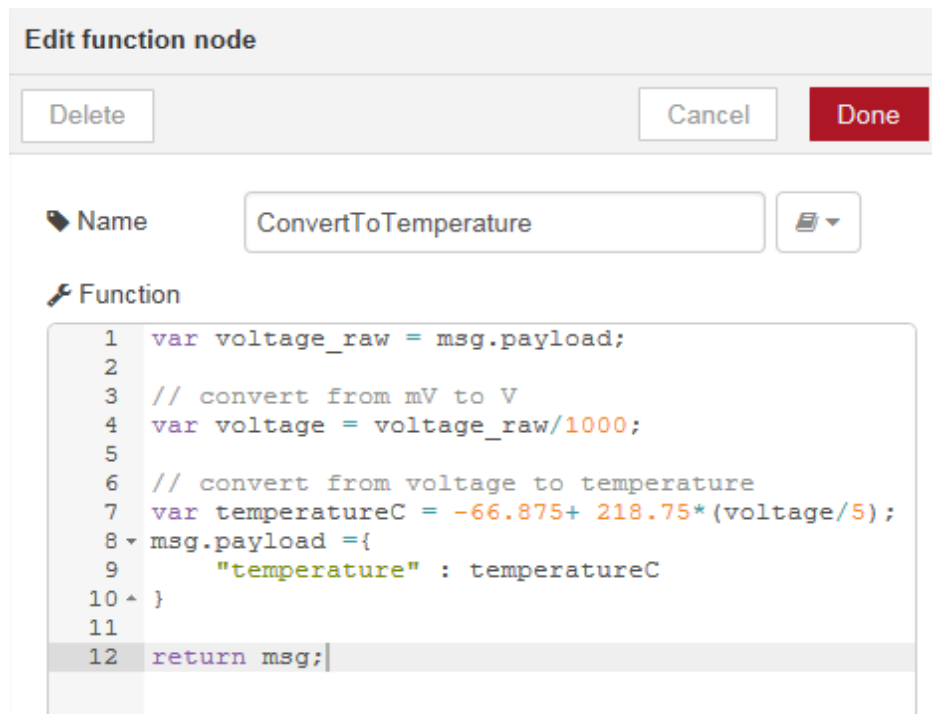 Edit function node
Delete Cancel Done
Name ConvertToTemperature
Function
1 var voltage_raw = msg.payload;
2
3 // convert from mV to V
4 var voltage = voltage_raw/1000;
5
6 // convert from voltage to temperature
7 var temperatureC = -66.875+ 218.75*(voltage/5);
8 msg.payload ={
9 "temperature" : temperatureC
10 }
11
12 return msg;